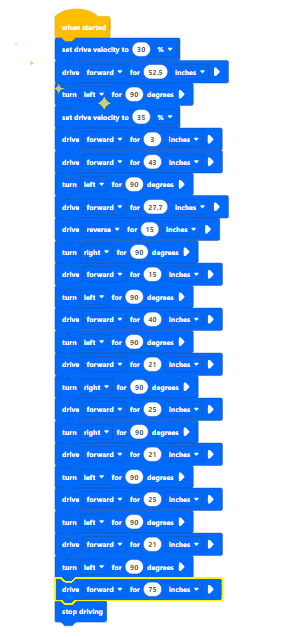 when started
set drive velocity to 30 %
drive forward for 52.5 inches
turn left for 90 degrees
set drive velocity to 35 %
drive forward for 3 inches
drive forward for 43 inches
turn left for 90 degrees
drive forward for 27.7 inches
drive reverse for 15 inches
turn right for 90 degrees
drive forward for 15 inches
turn left for 90 degrees
drive forward for 40 inches
turn left for 90 degrees
drive forward for 21 inches
turn right for 90 degrees
drive forward for 25 inches
turn right for 90 degrees
drive forward for 21 inches
turn left for 90 degrees
drive forward for 25 inches
turn left for 90 degrees
drive forward for 21 inches
turn left for 90 degrees
drive forward for 75 inches
stop driving